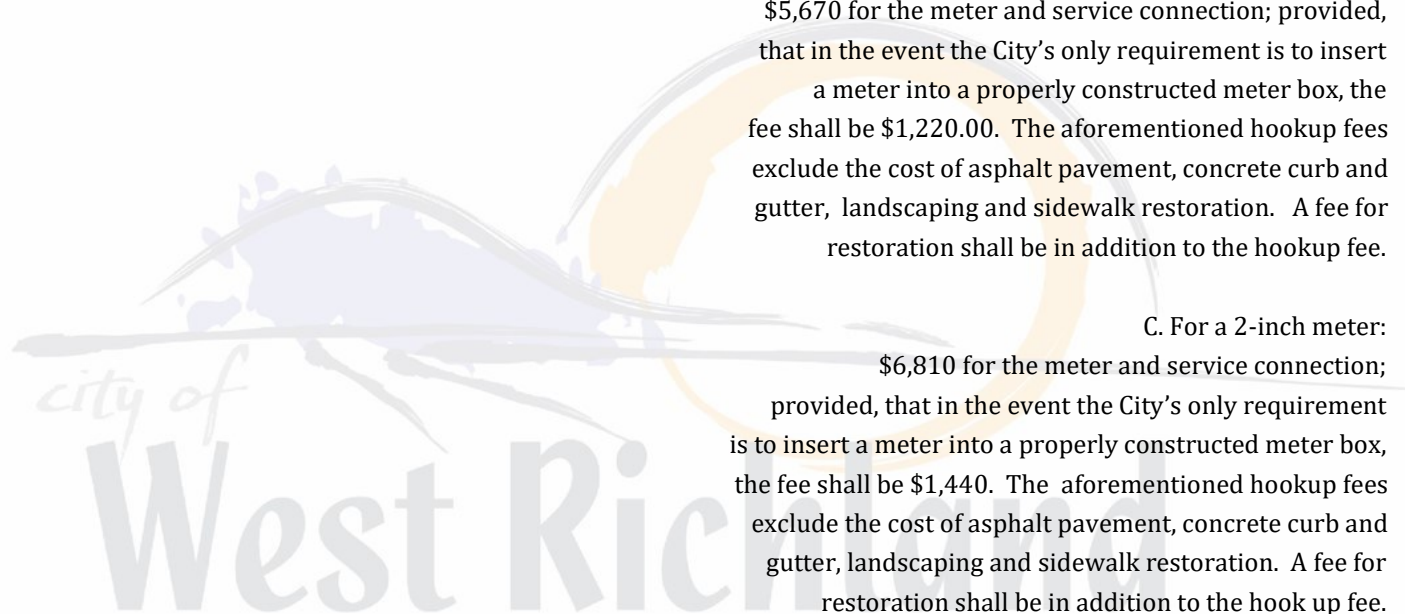 $5,670 for the meter and service connection; provided,
that in the event the City’s only requirement is to insert
a meter into a properly constructed meter box, the
fee shall be $1,220.00.  The aforementioned hookup fees
exclude the cost of asphalt pavement, concrete curb and
gutter,  landscaping and sidewalk restoration.   A fee for
restoration shall be in addition to the hookup fee.
C. For a 2-inch meter:
$6,810 for the meter and service connection;
provided, that in the event the City’s only requirement
is to insert a meter into a properly constructed meter box,
the fee shall be $1,440.  The  aforementioned hookup fees
exclude the cost of asphalt pavement, concrete curb and
gutter, landscaping and sidewalk restoration.  A fee for
restoration shall be in addition to the hook up fee.
city of
West Richland